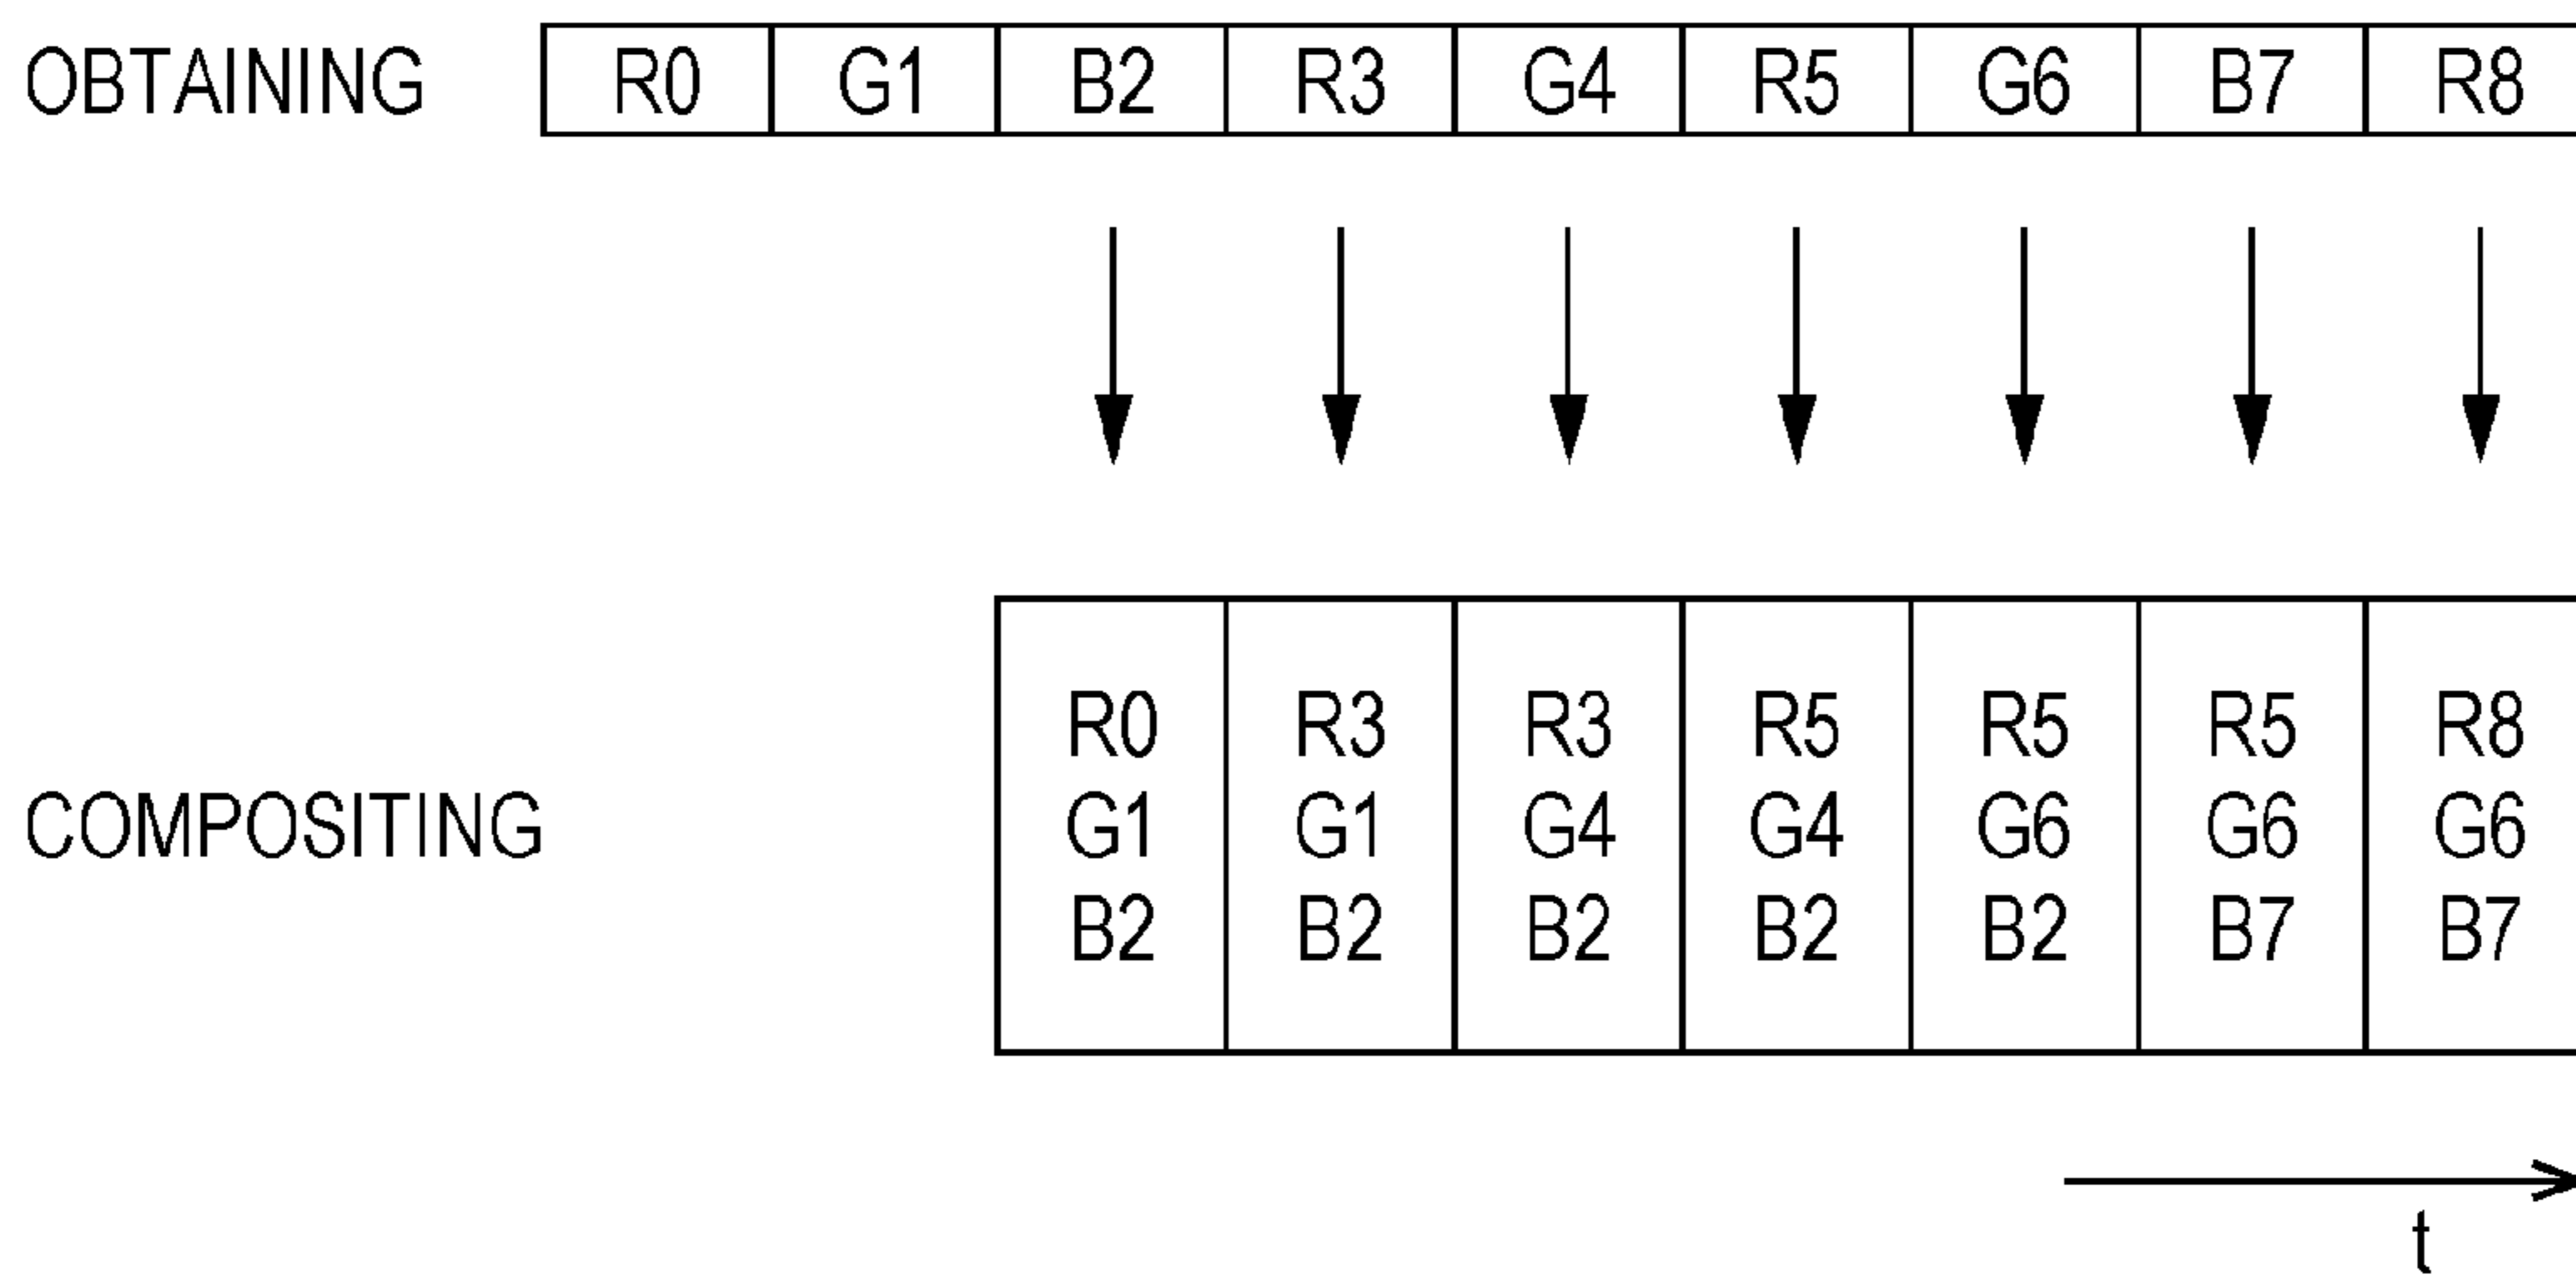 OBTAINING R0 G1 B2 R3 G4 R5 G6 B7 R8
R0 R3 R3 R5 R5 R5 R8
COMPOSITING G1 G1 G4 G4 G6 G6 G6
B2 B2 B2 B2 B2 B7 B7
t